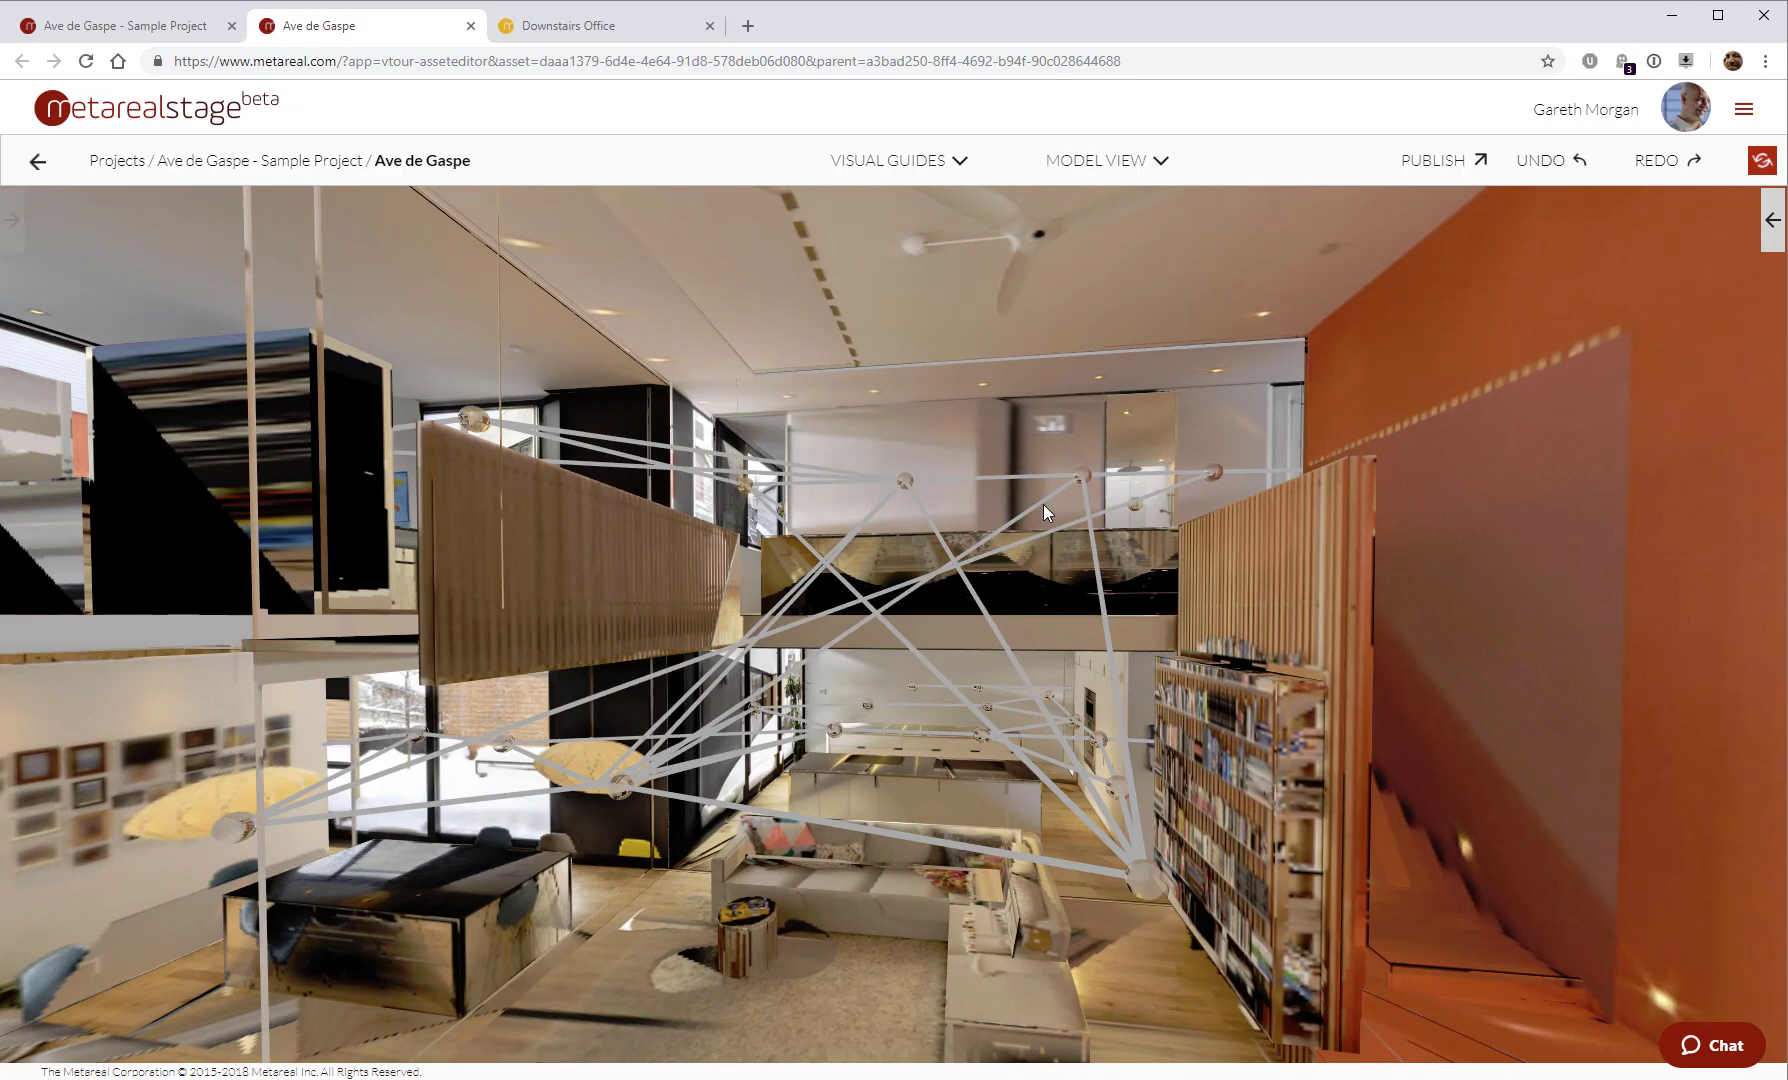 Ave de Gaspe - Sample Project
Ave de Gaspe
Downstairs Office
https://www.metareal.com/?app=vtour-asseteditor&asset=daaa1379-6d4e-4e64-91d8-578deb06d080&parent=a3bad250-8ff4-4692-b94f-90c028644688
3
metarealstage beta
Gareth Morgan
Projects / Ave de Gaspe - Sample Project / Ave de Gaspe
VISUAL GUIDES
MODEL VIEW
PUBLISH
UNDO
REDO
Chat
The Metareal Corporation © 2015-2018 Metareal Inc. All Rights Reserved.